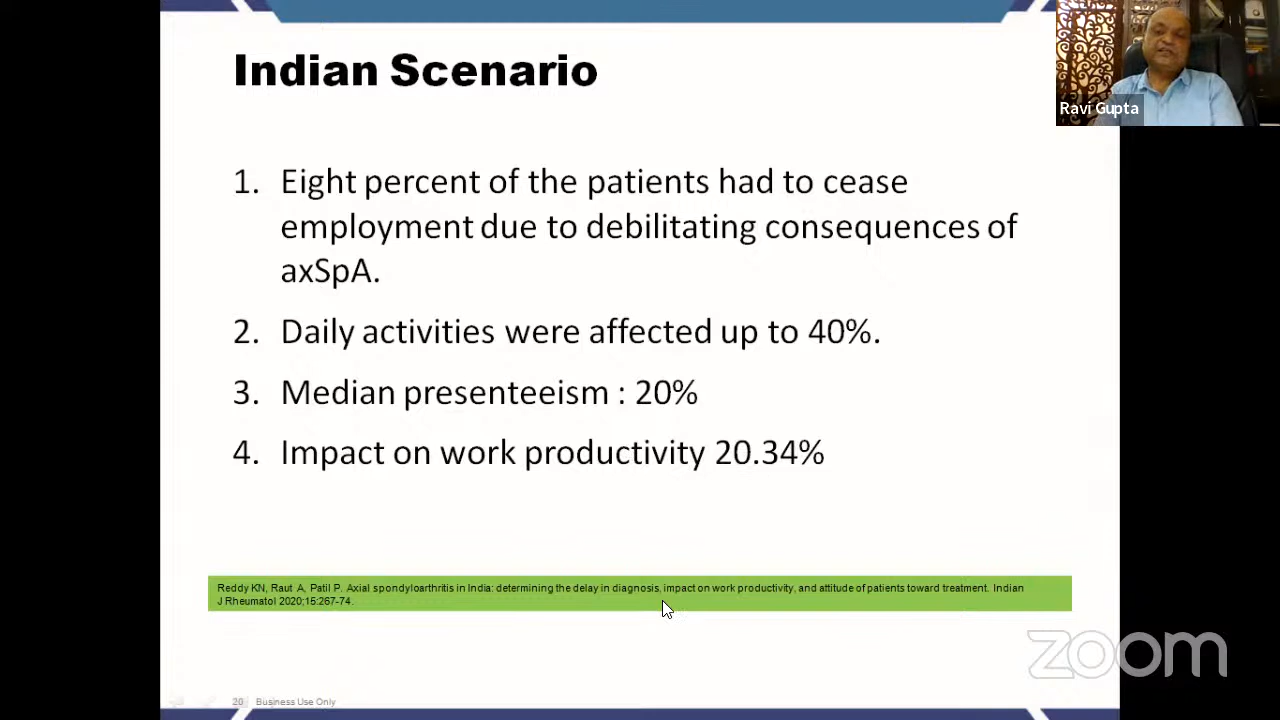 Indian Scenario
Ravi Gupta
1. Eight percent of the patients had to cease
employment due to debilitating consequences of
axSpA.
2. Daily activities were affected up to 40%.
3. Median presenteeism : 20%
4. Impact on work productivity 20.34%
Reddy KN, Raut A, Patil P. Axial spondyloarthritis in India: determining the delay in diagnosis, impact on work productivity, and attitude of patients toward treatment. Indian
J Rheumatol 2020;15:267-74.
zoom
20 Business Use Only